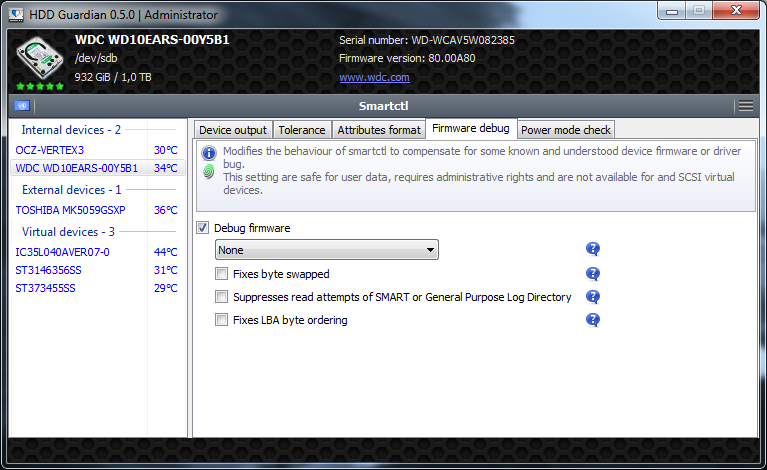 HDD Guardian 0.5.0 | Administrator
WDC WD10EARS-00Y5B1
/dev/sdb
932 GiB / 1,0 TB
Serial number: WD-WCAV5W082385
Firmware version: 80.00A80
www.wdc.com
Smartctl
Internal devices - 2
OCZ-VERTEX3 30°C
WDC WD10EARS-00Y5B1 34°C
External devices - 1
TOSHIBA MK5059GSXP 36°C
Virtual devices - 3
IC35L040AVER07-0 44°C
ST3146356SS 31°C
ST373455SS 29°C
Device output Tolerance Attributes format Firmware debug Power mode check
Modifies the behaviour of smartctl to compensate for some known and understood device firmware or driver
bug.
This setting are safe for user data, requires administrative rights and are not available for and SCSI virtual
devices.
Debug firmware
None
Fixes byte swapped
Suppresses read attempts of SMART or General Purpose Log Directory
Fixes LBA byte ordering